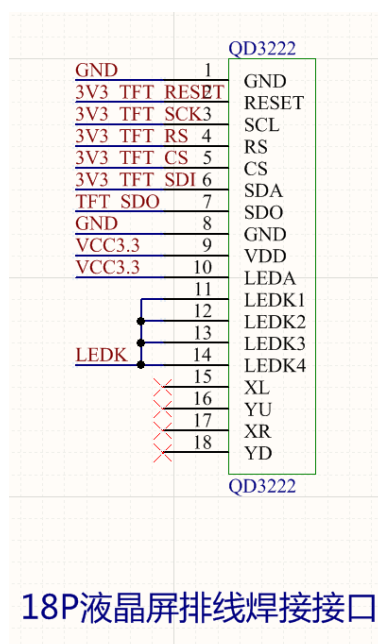 QD3222
GND 1 GND
3V3 TFT RESET 2 RESET
3V3 TFT SCK 3 SCL
3V3 TFT RS 4 RS
3V3 TFT CS 5 CS
3V3 TFT SDI 6 SDA
TFT SDO 7 SDO
GND 8 GND
VCC3.3 9 VDD
VCC3.3 10 LEDA
11 LEDK1
12 LEDK2
13 LEDK3
LEDK 14 LEDK4
15 XL
16 YU
17 XR
18 YD
QD3222
18P液晶屏排线焊接接口